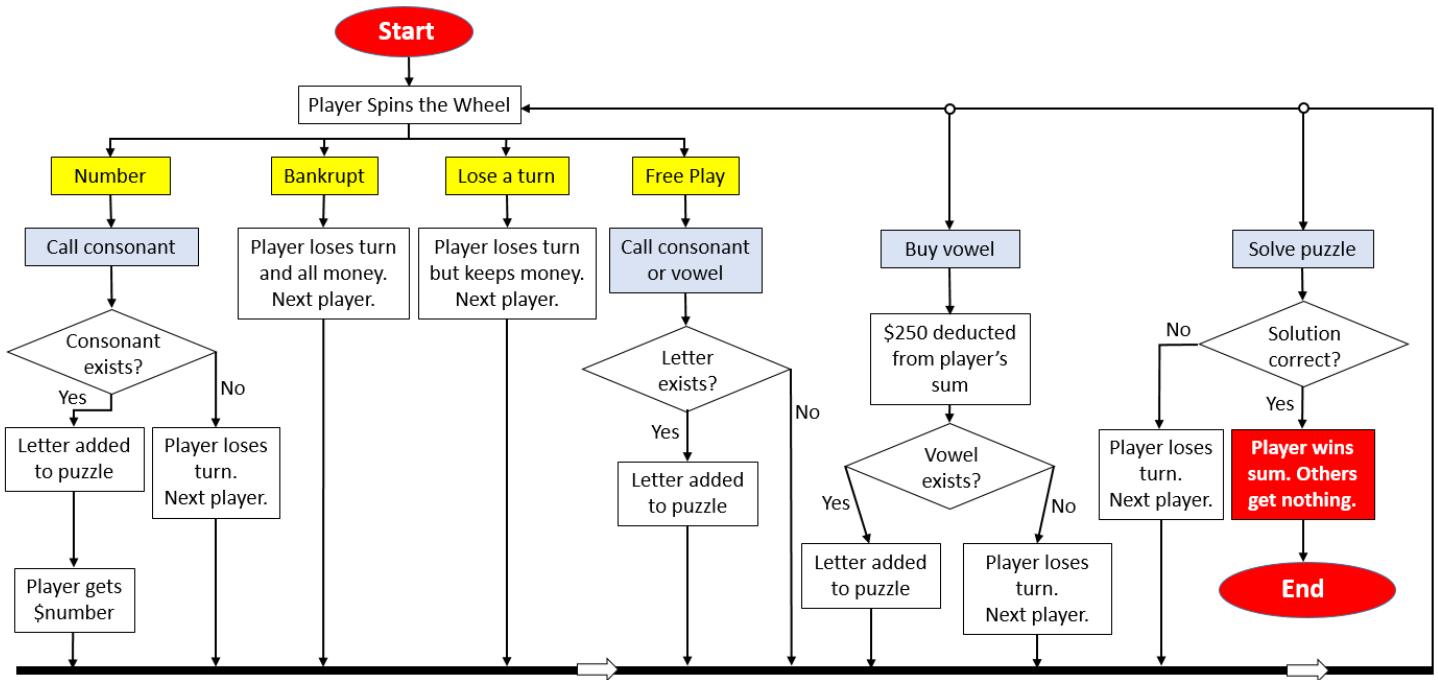 Start
Player Spins the Wheel
Number
Bankrupt
Lose a turn
Free Play
Call consonant
Player loses turn
and all money.
Next player.
Player loses turn
but keeps money.
Next player.
Call consonant
or vowel
Buy vowel
Solve puzzle
Consonant
exists?
Yes
No
Letter added
to puzzle
Player loses
turn.
Next player.
Player gets
$number
Letter
exists?
Yes
No
Letter added
to puzzle
$250 deducted
from player’s
sum
Vowel
exists?
Yes
No
Letter added
to puzzle
Player loses
turn.
Next player.
Solution
correct?
No
Yes
Player loses
turn.
Next player.
Player wins
sum. Others
get nothing.
End